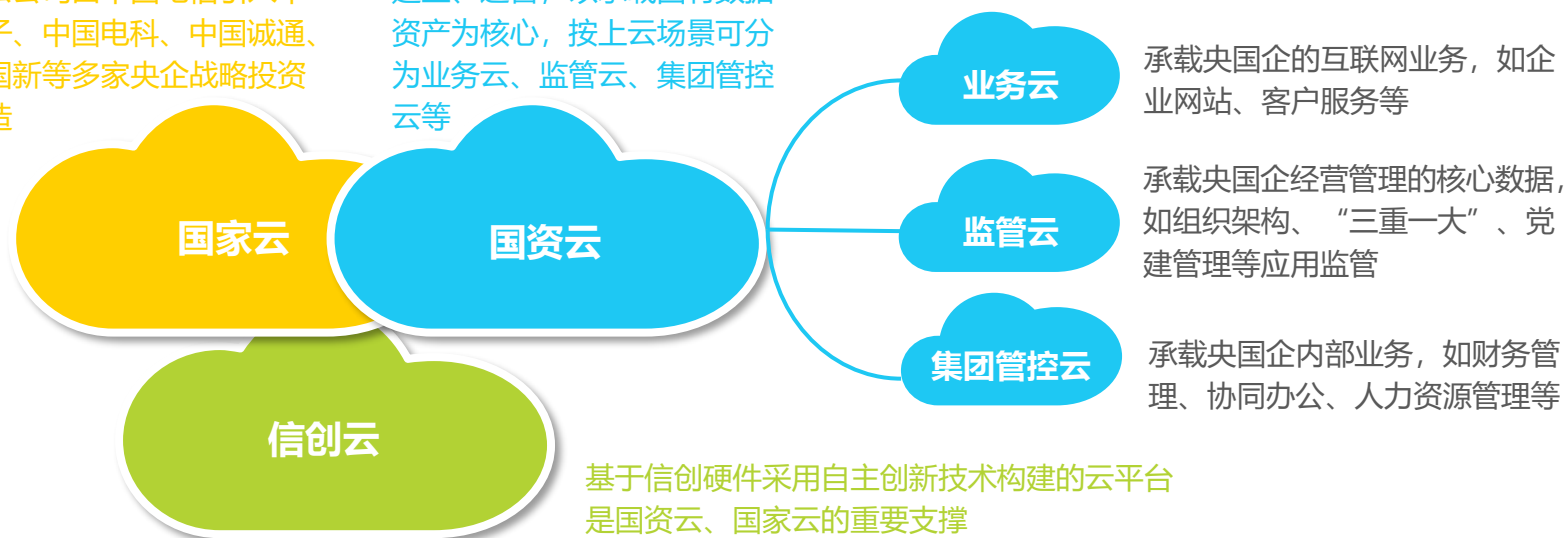 子、中国电科、中国诚通、
国新等多家央企战略投资
造
资产为核心，按上云场景可分
为业务云、监管云、集团管控
云等
国家云
国资云
信创云
业务云
承载央国企的互联网业务，如企
业网站、客户服务等
监管云
承载央国企经营管理的核心数据，
如组织架构、“三重一大”、党
建管理等应用监管
集团管控云
承载央国企内部业务，如财务管
理、协同办公、人力资源管理等
基于信创硬件采用自主创新技术构建的云平台
是国资云、国家云的重要支撑